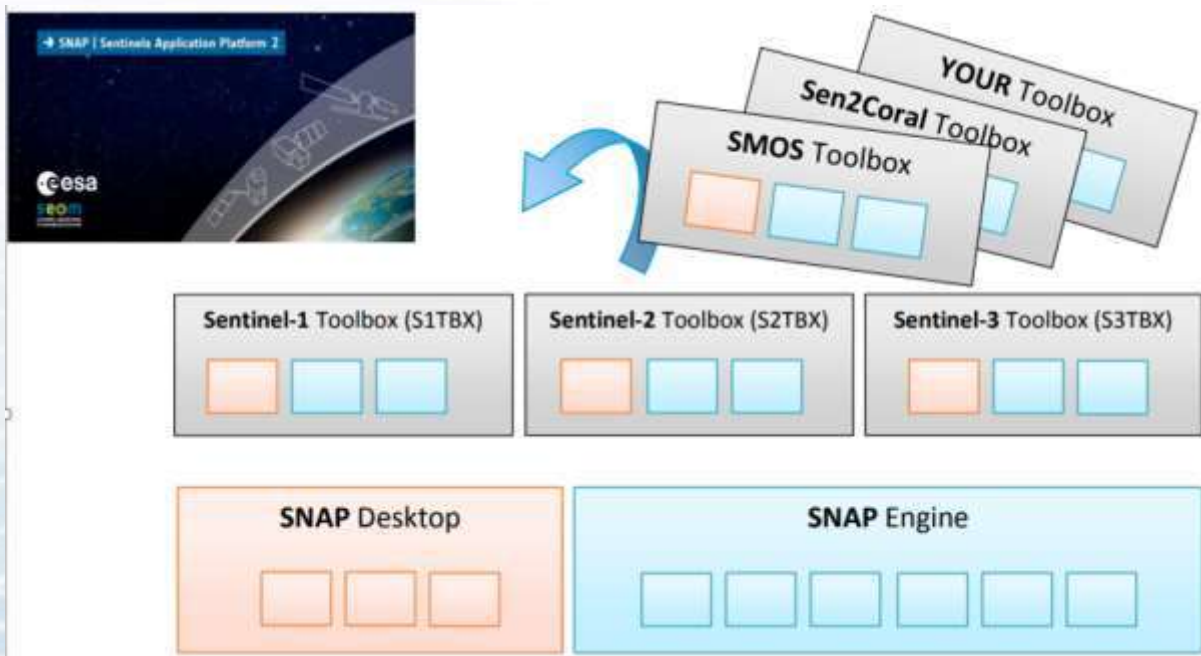 → SNAP | Sentinels Application Platform 2
esa
seom
YOUR Toolbox
Sen2Coral Toolbox
SMOS Toolbox
Sentinel-1 Toolbox (S1TBX)
Sentinel-2 Toolbox (S2TBX)
Sentinel-3 Toolbox (S3TBX)
SNAP Desktop
SNAP Engine